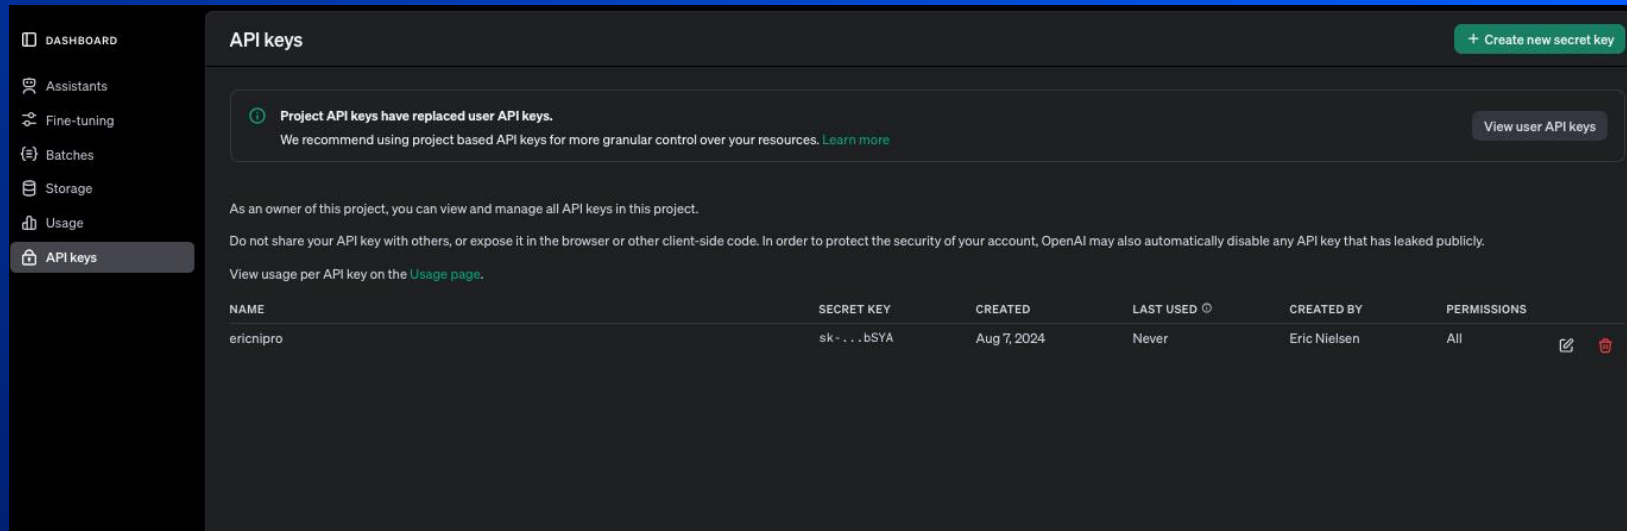 DASHBOARD
Assistants
Fine-tuning
Batches
Storage
Usage
API keys
API keys
+ Create new secret key
Project API keys have replaced user API keys.
We recommend using project based API keys for more granular control over your resources. Learn more
View user API keys
As an owner of this project, you can view and manage all API keys in this project.
Do not share your API key with others, or expose it in the browser or other client-side code. In order to protect the security of your account, OpenAI may also automatically disable any API key that has leaked publicly.
View usage per API key on the Usage page.
NAME SECRET KEY CREATED LAST USED CREATED BY PERMISSIONS
ericnipro sk-...bSYA Aug 7, 2024 Never Eric Nielsen All